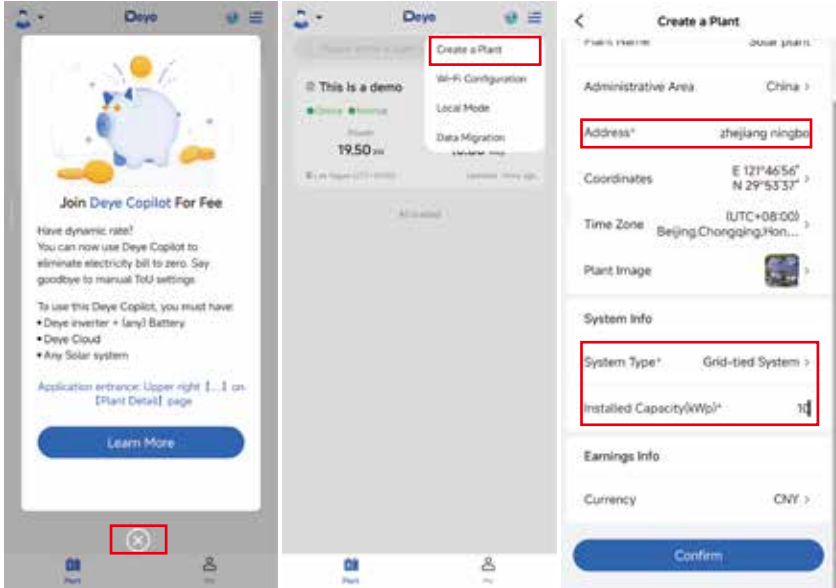 Deye
Join Deye Copilot For Fee
Have dynamic rate?
You can now use Deye Copilot to
eliminate electricity bill to zero. Say
goodbye to manual ToU settings.
To use this Deye Copilot, you must have:
• Deye inverter + (any) Battery
• Deye Cloud
• Any Solar system
Application entrance: Upper right 【...】 on
【Plant Detail】 page
Learn More
Plant
Deye
Create a Plant
Wi-Fi Configuration
Local Mode
Data Migration
This is a demo
Power
19.50
Plant
Create a Plant
Plant Name Solar plant
Administrative Area China >
Address* zhejiang ningbo
Coordinates E 121°46'56" N 29°53'37" >
Time Zone (UTC+08:00) Beijing,Chongqing,Hon... >
Plant Image >
System Info
System Type* Grid-tied System >
Installed Capacity(kWp)* 10
Earnings Info
Currency CNY >
Confirm